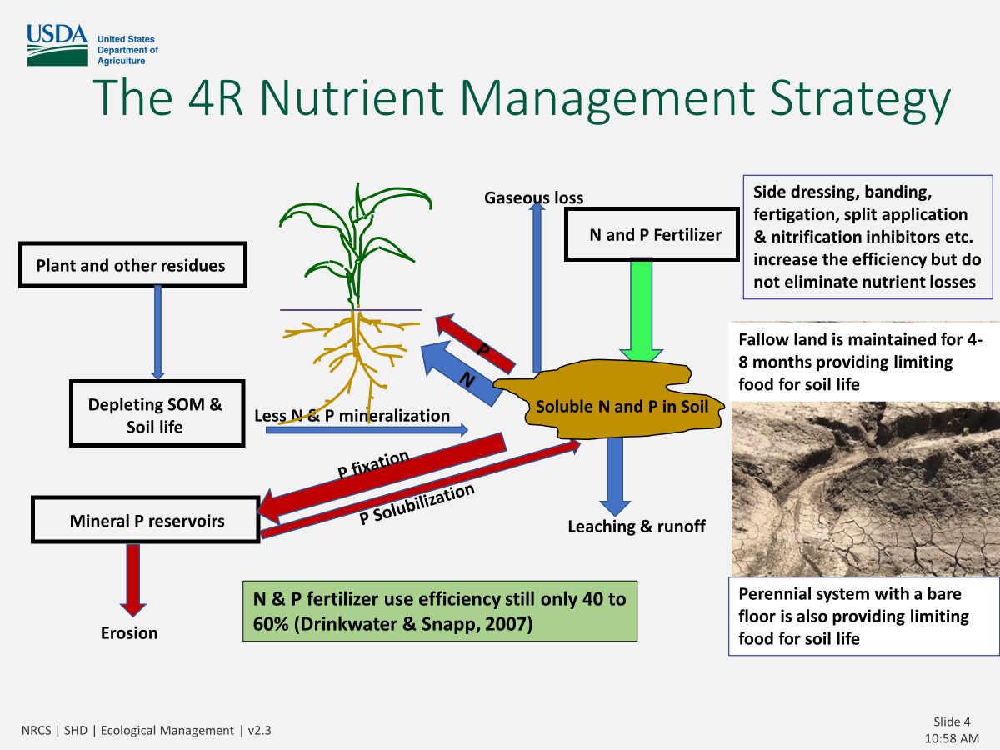 USDA
United States
Department of
Agriculture
The 4R Nutrient Management Strategy
Gaseous loss
N and P Fertilizer
Side dressing, banding,
fertigation, split application
& nitrification inhibitors etc.
increase the efficiency but do
not eliminate nutrient losses
Plant and other residues
P
N
Fallow land is maintained for 4-
8 months providing limiting
food for soil life
Depleting SOM &
Soil life
Less N & P mineralization
Soluble N and P in Soil
P fixation
P Solubilization
Mineral P reservoirs
Leaching & runoff
Erosion
N & P fertilizer use efficiency still only 40 to
60% (Drinkwater & Snapp, 2007)
Perennial system with a bare
floor is also providing limiting
food for soil life
NRCS | SHD | Ecological Management | v2.3
Slide 4
10:58 AM